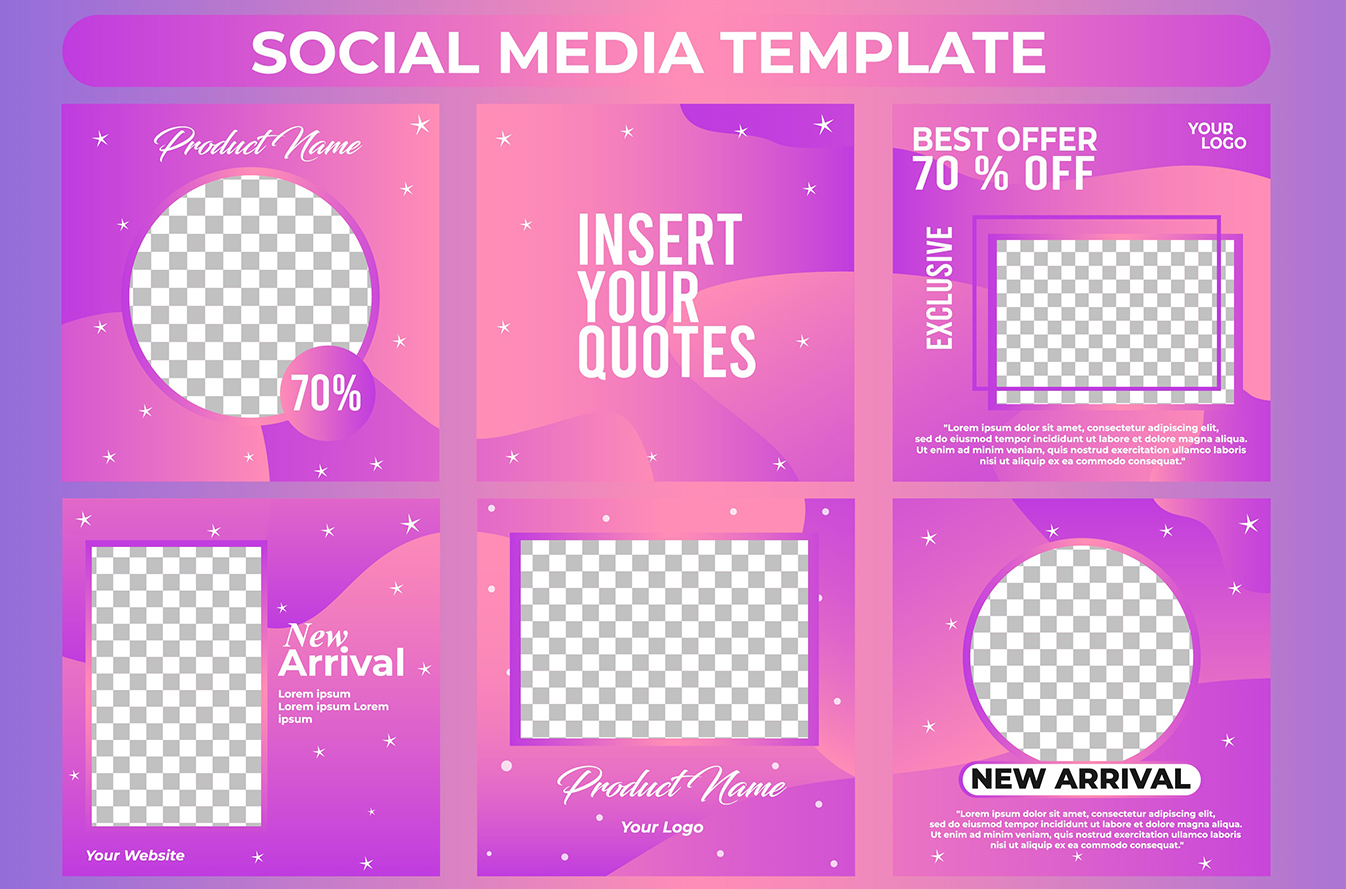 SOCIAL MEDIA TEMPLATE
Product Name
70%
INSERT
YOUR
QUOTES
BEST OFFER
70 % OFF
YOUR
LOGO
EXCLUSIVE
"Lorem ipsum dolor sit amet, consectetur adipiscing elit,
sed do eiusmod tempor incididunt ut labore et dolore magna aliqua.
Ut enim ad minim veniam, quis nostrud exercitation ullamco laboris
nisi ut aliquip ex ea commodo consequat."
New
Arrival
Lorem ipsum
Lorem ipsum Lorem
ipsum
Your Website
Product Name
Your Logo
NEW ARRIVAL
"Lorem ipsum dolor sit amet, consectetur adipiscing elit,
sed do eiusmod tempor incididunt ut labore et dolore magna aliqua.
Ut enim ad minim veniam, quis nostrud exercitation ullamco laboris
nisi ut aliquip ex ea commodo consequat."